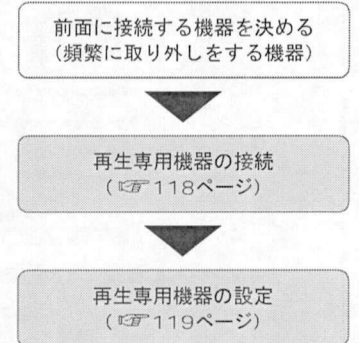 前面に接続する機器を決める
(頻繁に取り外しをする機器)
再生専用機器の接続
(☞118ページ)
再生専用機器の設定
(☞119ページ)